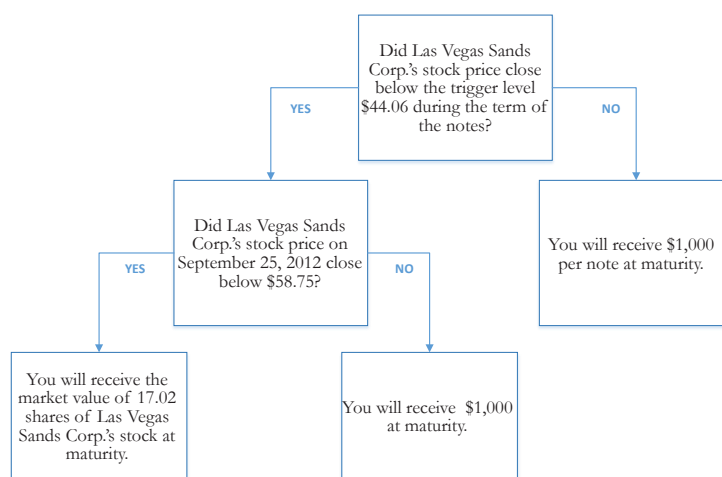 Did Las Vegas Sands
Corp.'s stock price close
below the trigger level
$44.06 during the term of
the notes?
YES
NO
Did Las Vegas Sands
Corp.'s stock price on
September 25, 2012 close
below $58.75?
You will receive $1,000
per note at maturity.
YES
NO
You will receive the
market value of 17.02
shares of Las Vegas
Sands Corp.'s stock at
maturity.
You will receive $1,000
at maturity.